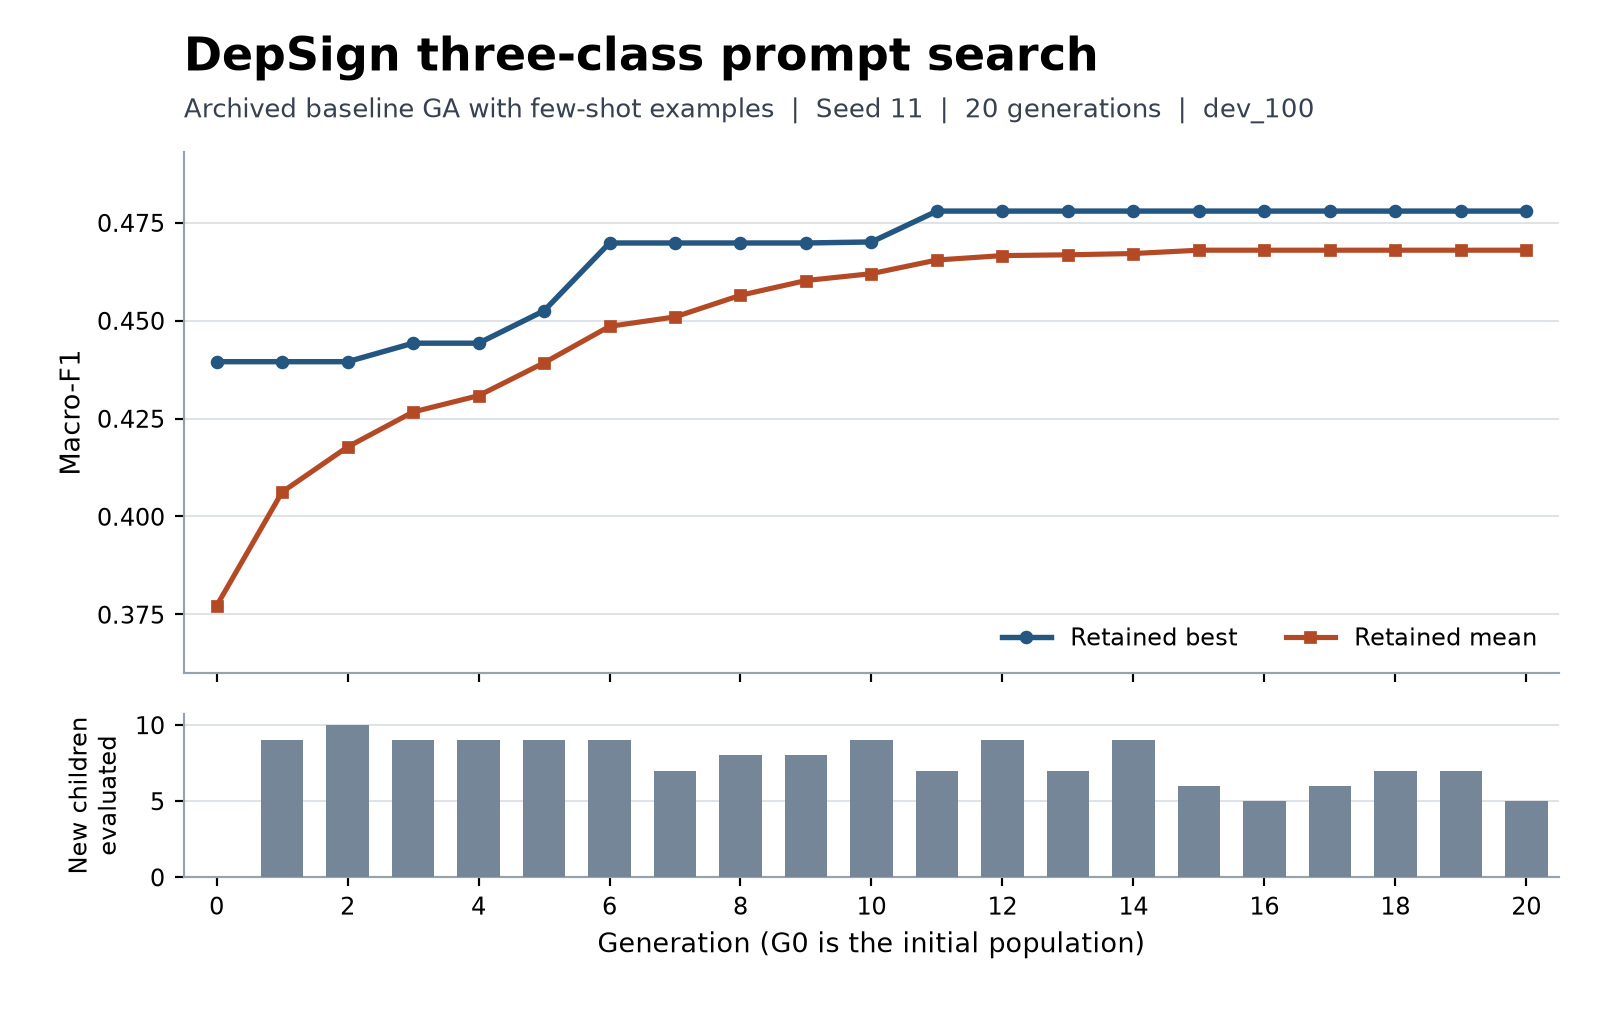 DepSign three-class prompt search
Archived baseline GA with few-shot examples | Seed 11 | 20 generations | dev_100
Macro-F1
0.475
0.450
0.425
0.400
0.375
Retained best
Retained mean
New children
evaluated
10
5
0
0 2 4 6 8 10 12 14 16 18 20
Generation (G0 is the initial population)